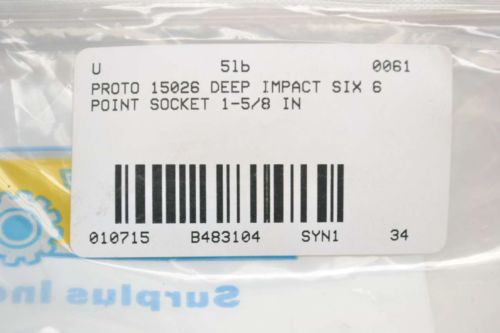 U 5lb 0061
PROTO 15026 DEEP IMPACT SIX 6
POINT SOCKET 1-5/8 IN
010715 B483104 SYN1 34
Surplus Inc